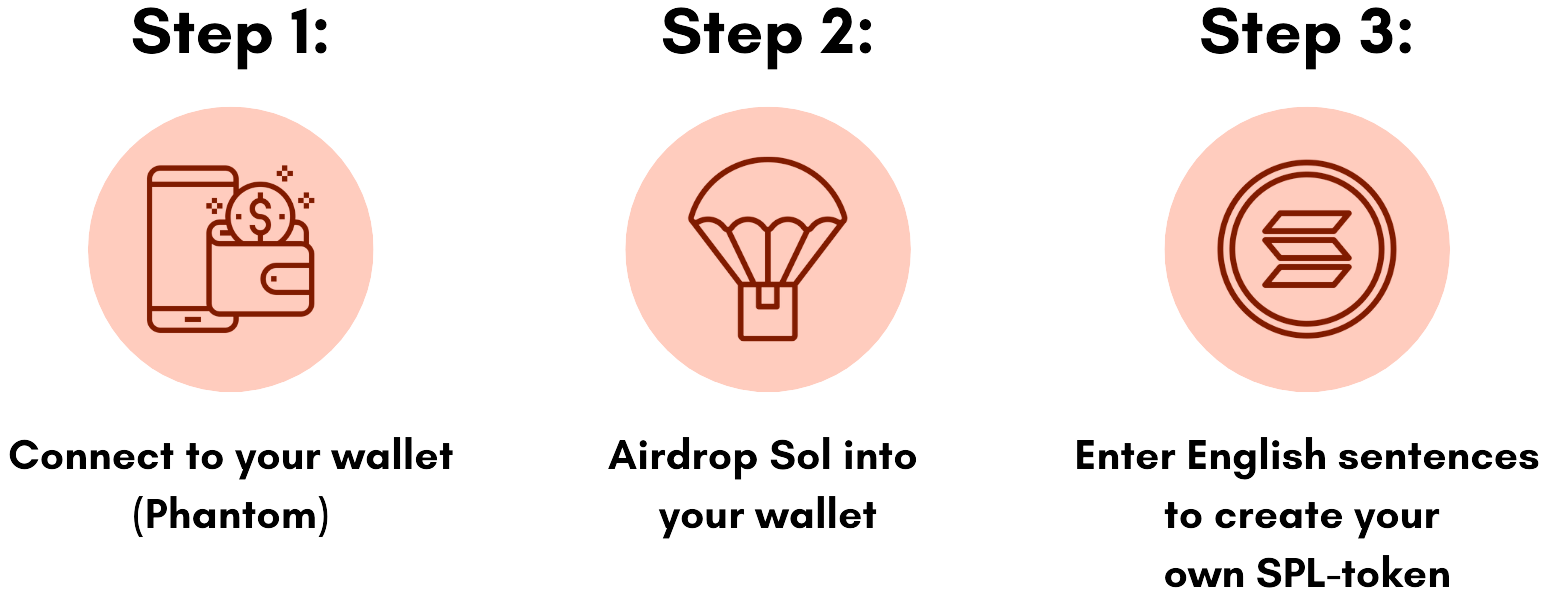 Step 1:
Connect to your wallet
(Phantom)
Step 2:
Airdrop Sol into
your wallet
Step 3:
Enter English sentences
to create your
own SPL-token